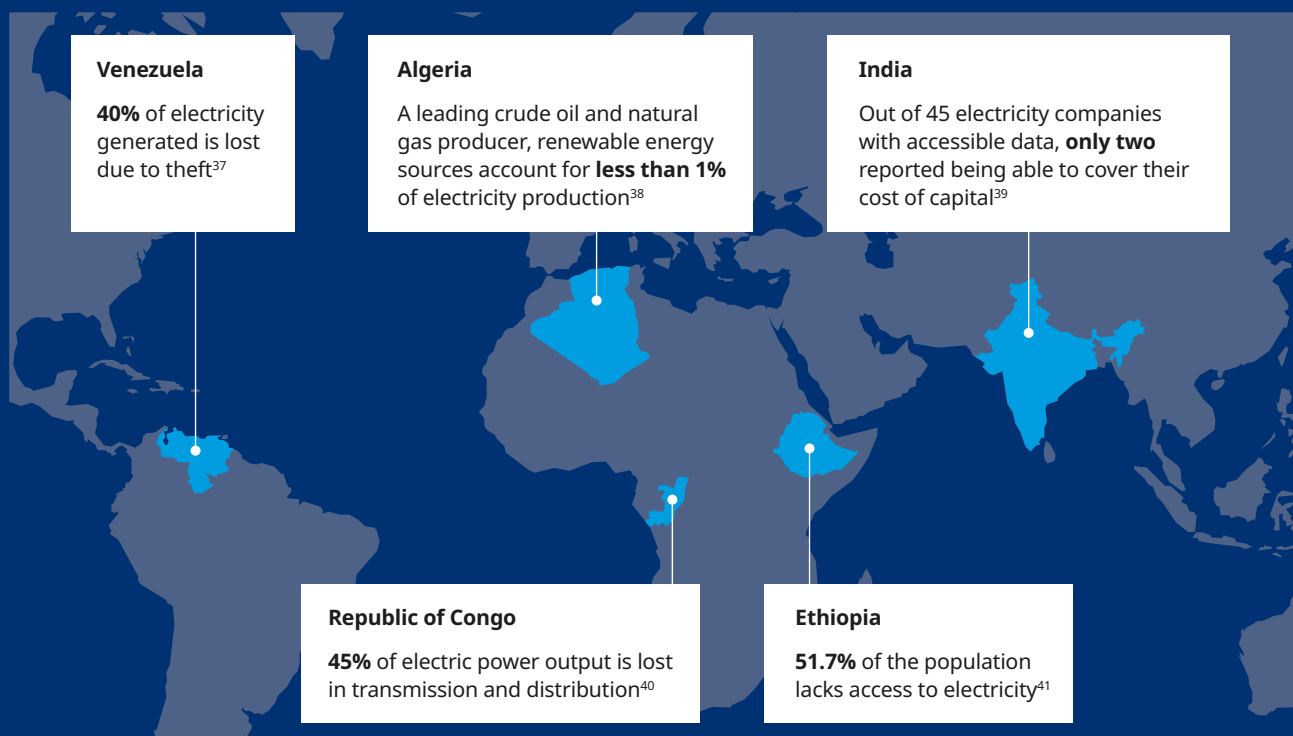 Venezuela
40% of electricity
generated is lost
due to theft37
Algeria
A leading crude oil and natural
gas producer, renewable energy
sources account for less than 1%
of electricity production38
India
Out of 45 electricity companies
with accessible data, only two
reported being able to cover their
cost of capital39
Republic of Congo
45% of electric power output is lost
in transmission and distribution40
Ethiopia
51.7% of the population
lacks access to electricity41